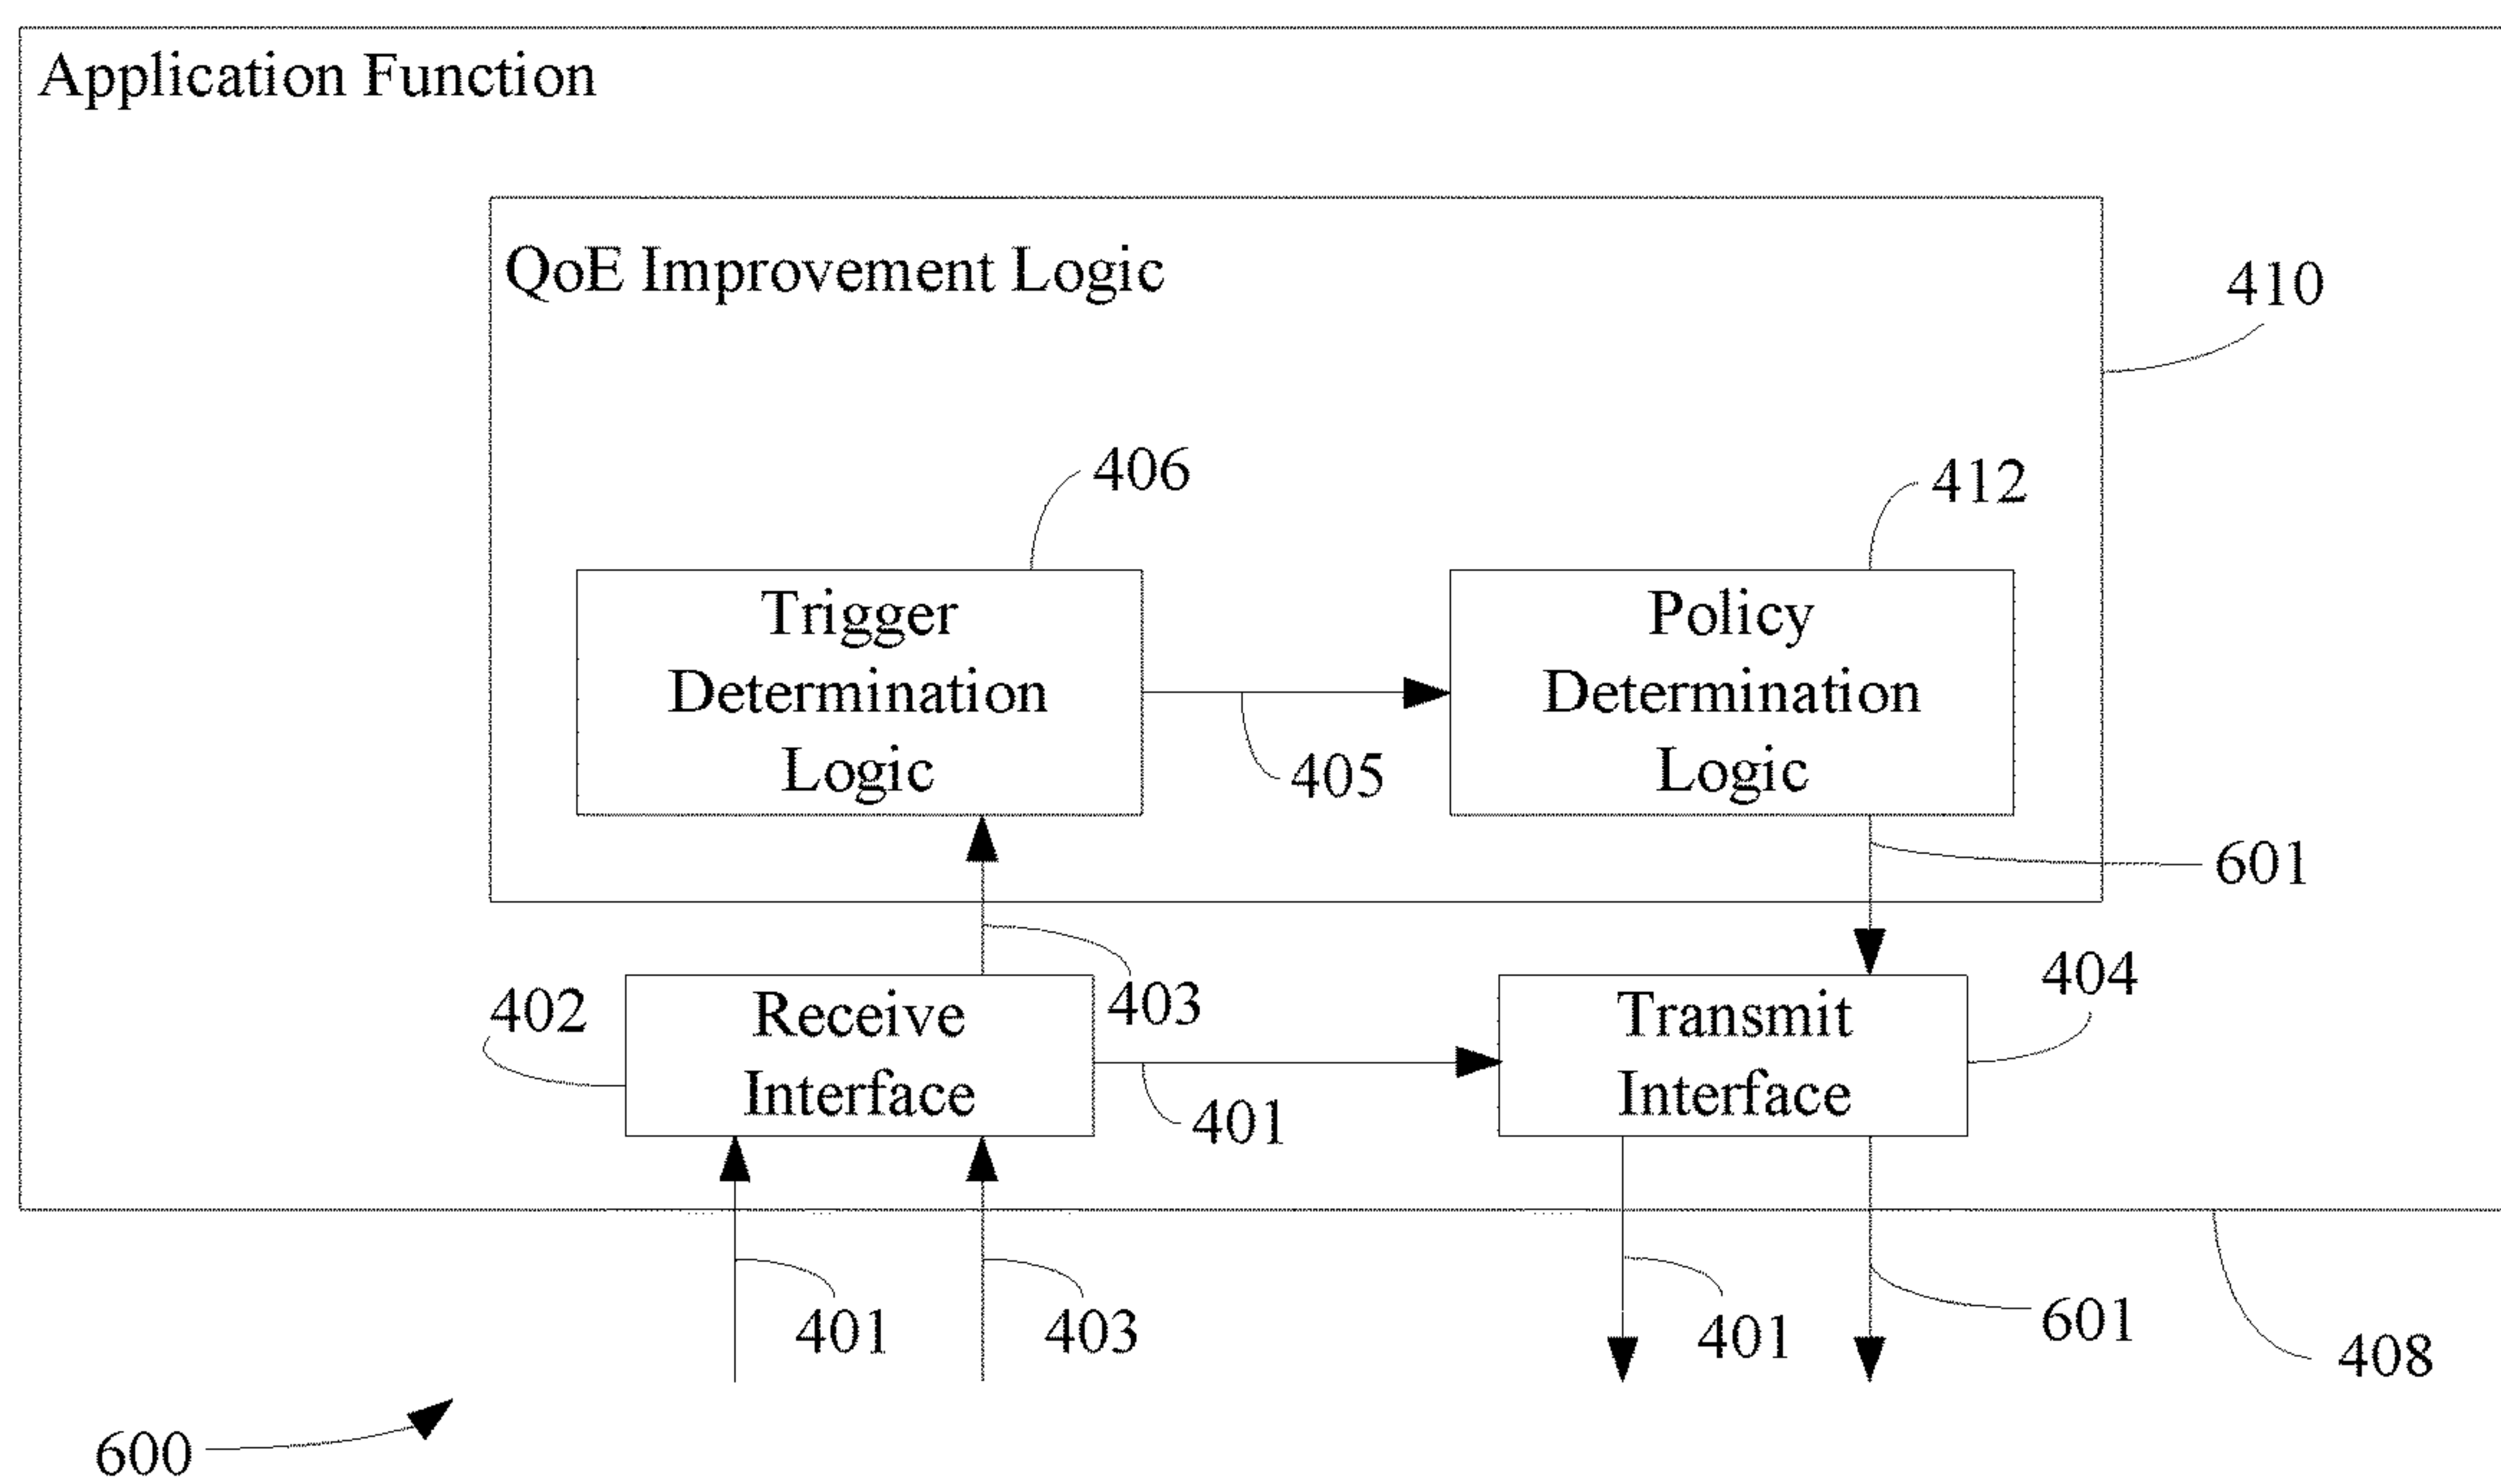 Application Function
QoE Improvement Logic
410
406
412
Trigger
Determination
Logic
Policy
Determination
Logic
405
601
403
402
Receive
Interface
401
Transmit
Interface
404
401
403
401
601
408
600